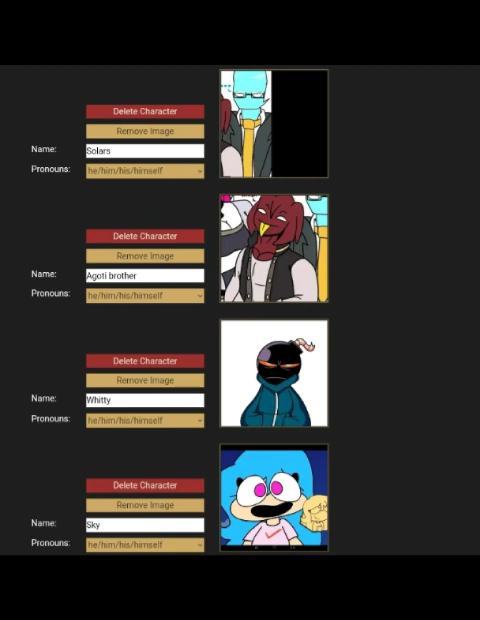 Delete Character
Remove Image
Name: Solars
Pronouns: he/him/his/himself
Delete Character
Remove Image
Name: Agoti brother
Pronouns: he/him/his/himself
Delete Character
Remove Image
Name: Whitty
Pronouns: he/him/his/himself
Delete Character
Remove Image
Name: Sky
Pronouns: he/him/his/himself